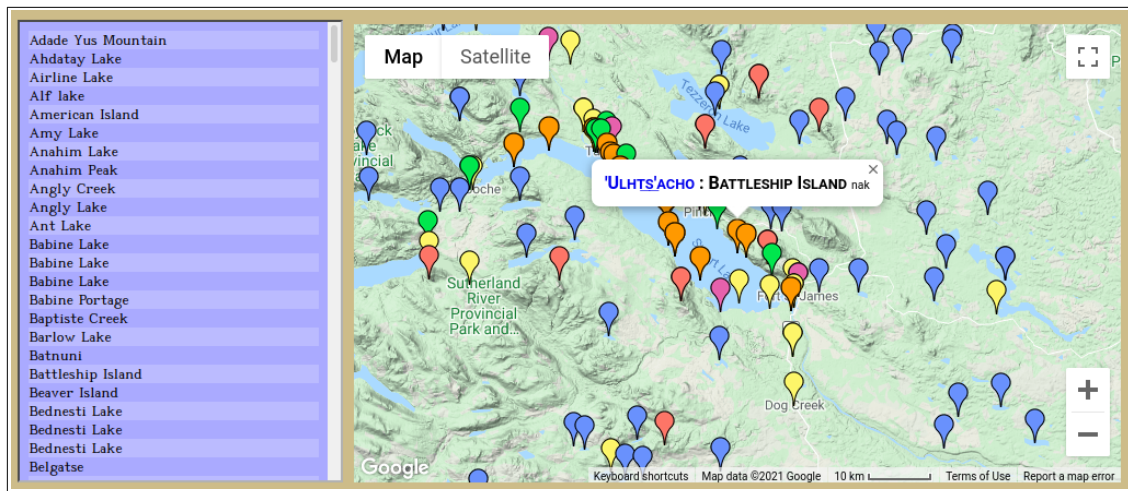 Adade Yus Mountain
Ahdatay Lake
Airline Lake
Alf lake
American Island
Amy Lake
Anahim Lake
Anahim Peak
Angly Creek
Angly Lake
Ant Lake
Babine Lake
Babine Lake
Babine Lake
Babine Portage
Baptiste Creek
Barlow Lake
Batnuni
Battleship Island
Beaver Island
Bednesti Lake
Bednesti Lake
Bednesti Lake
Belgatse
Map Satellite
Tezzeron Lake
'Ulhts'acho : Battleship Island nak
×
Sutherland
River
Provincial
Park and...
Dog Creek
+
−
Google
Keyboard shortcuts Map data ©2021 Google 10 km Terms of Use Report a map error